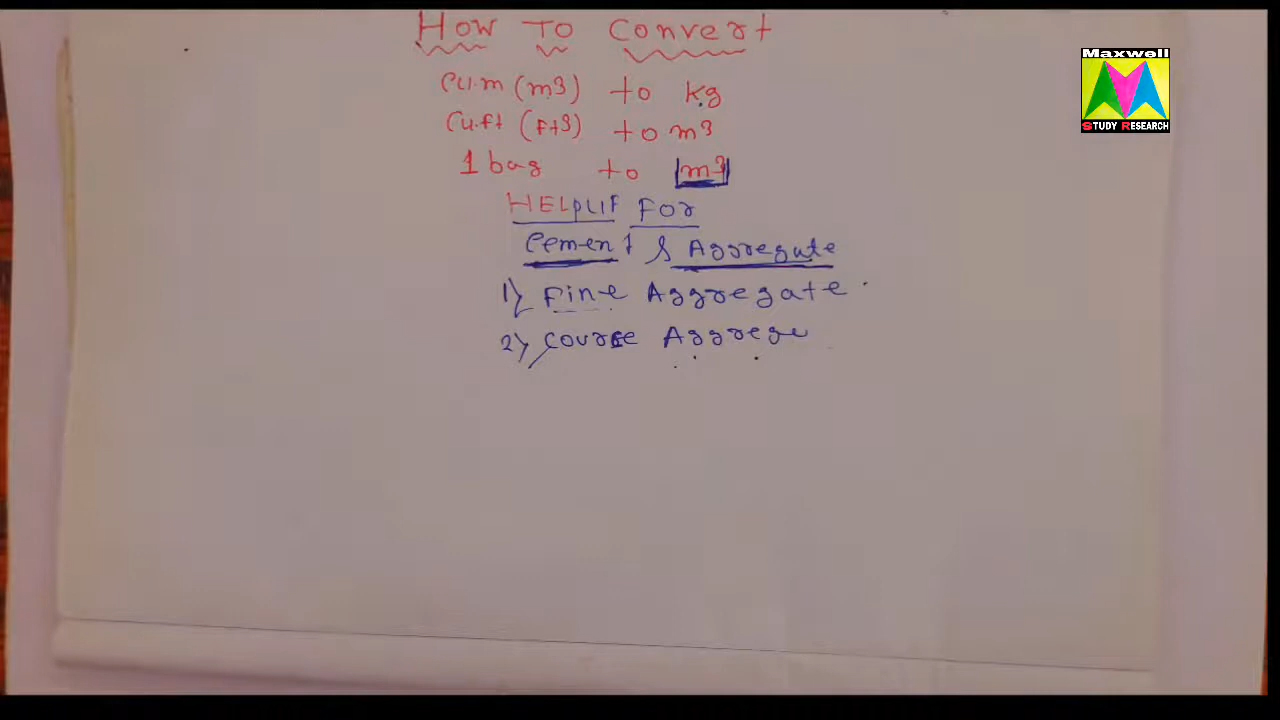 How To Convert
Cu.m (m3) to kg
Cu.ft (ft3) to m3
1 bag to m3
HELpLIF For
Cement & Aggregate
1) Fine Aggregate
2) Course Aggrege
Maxwell
STUDY RESEARCH